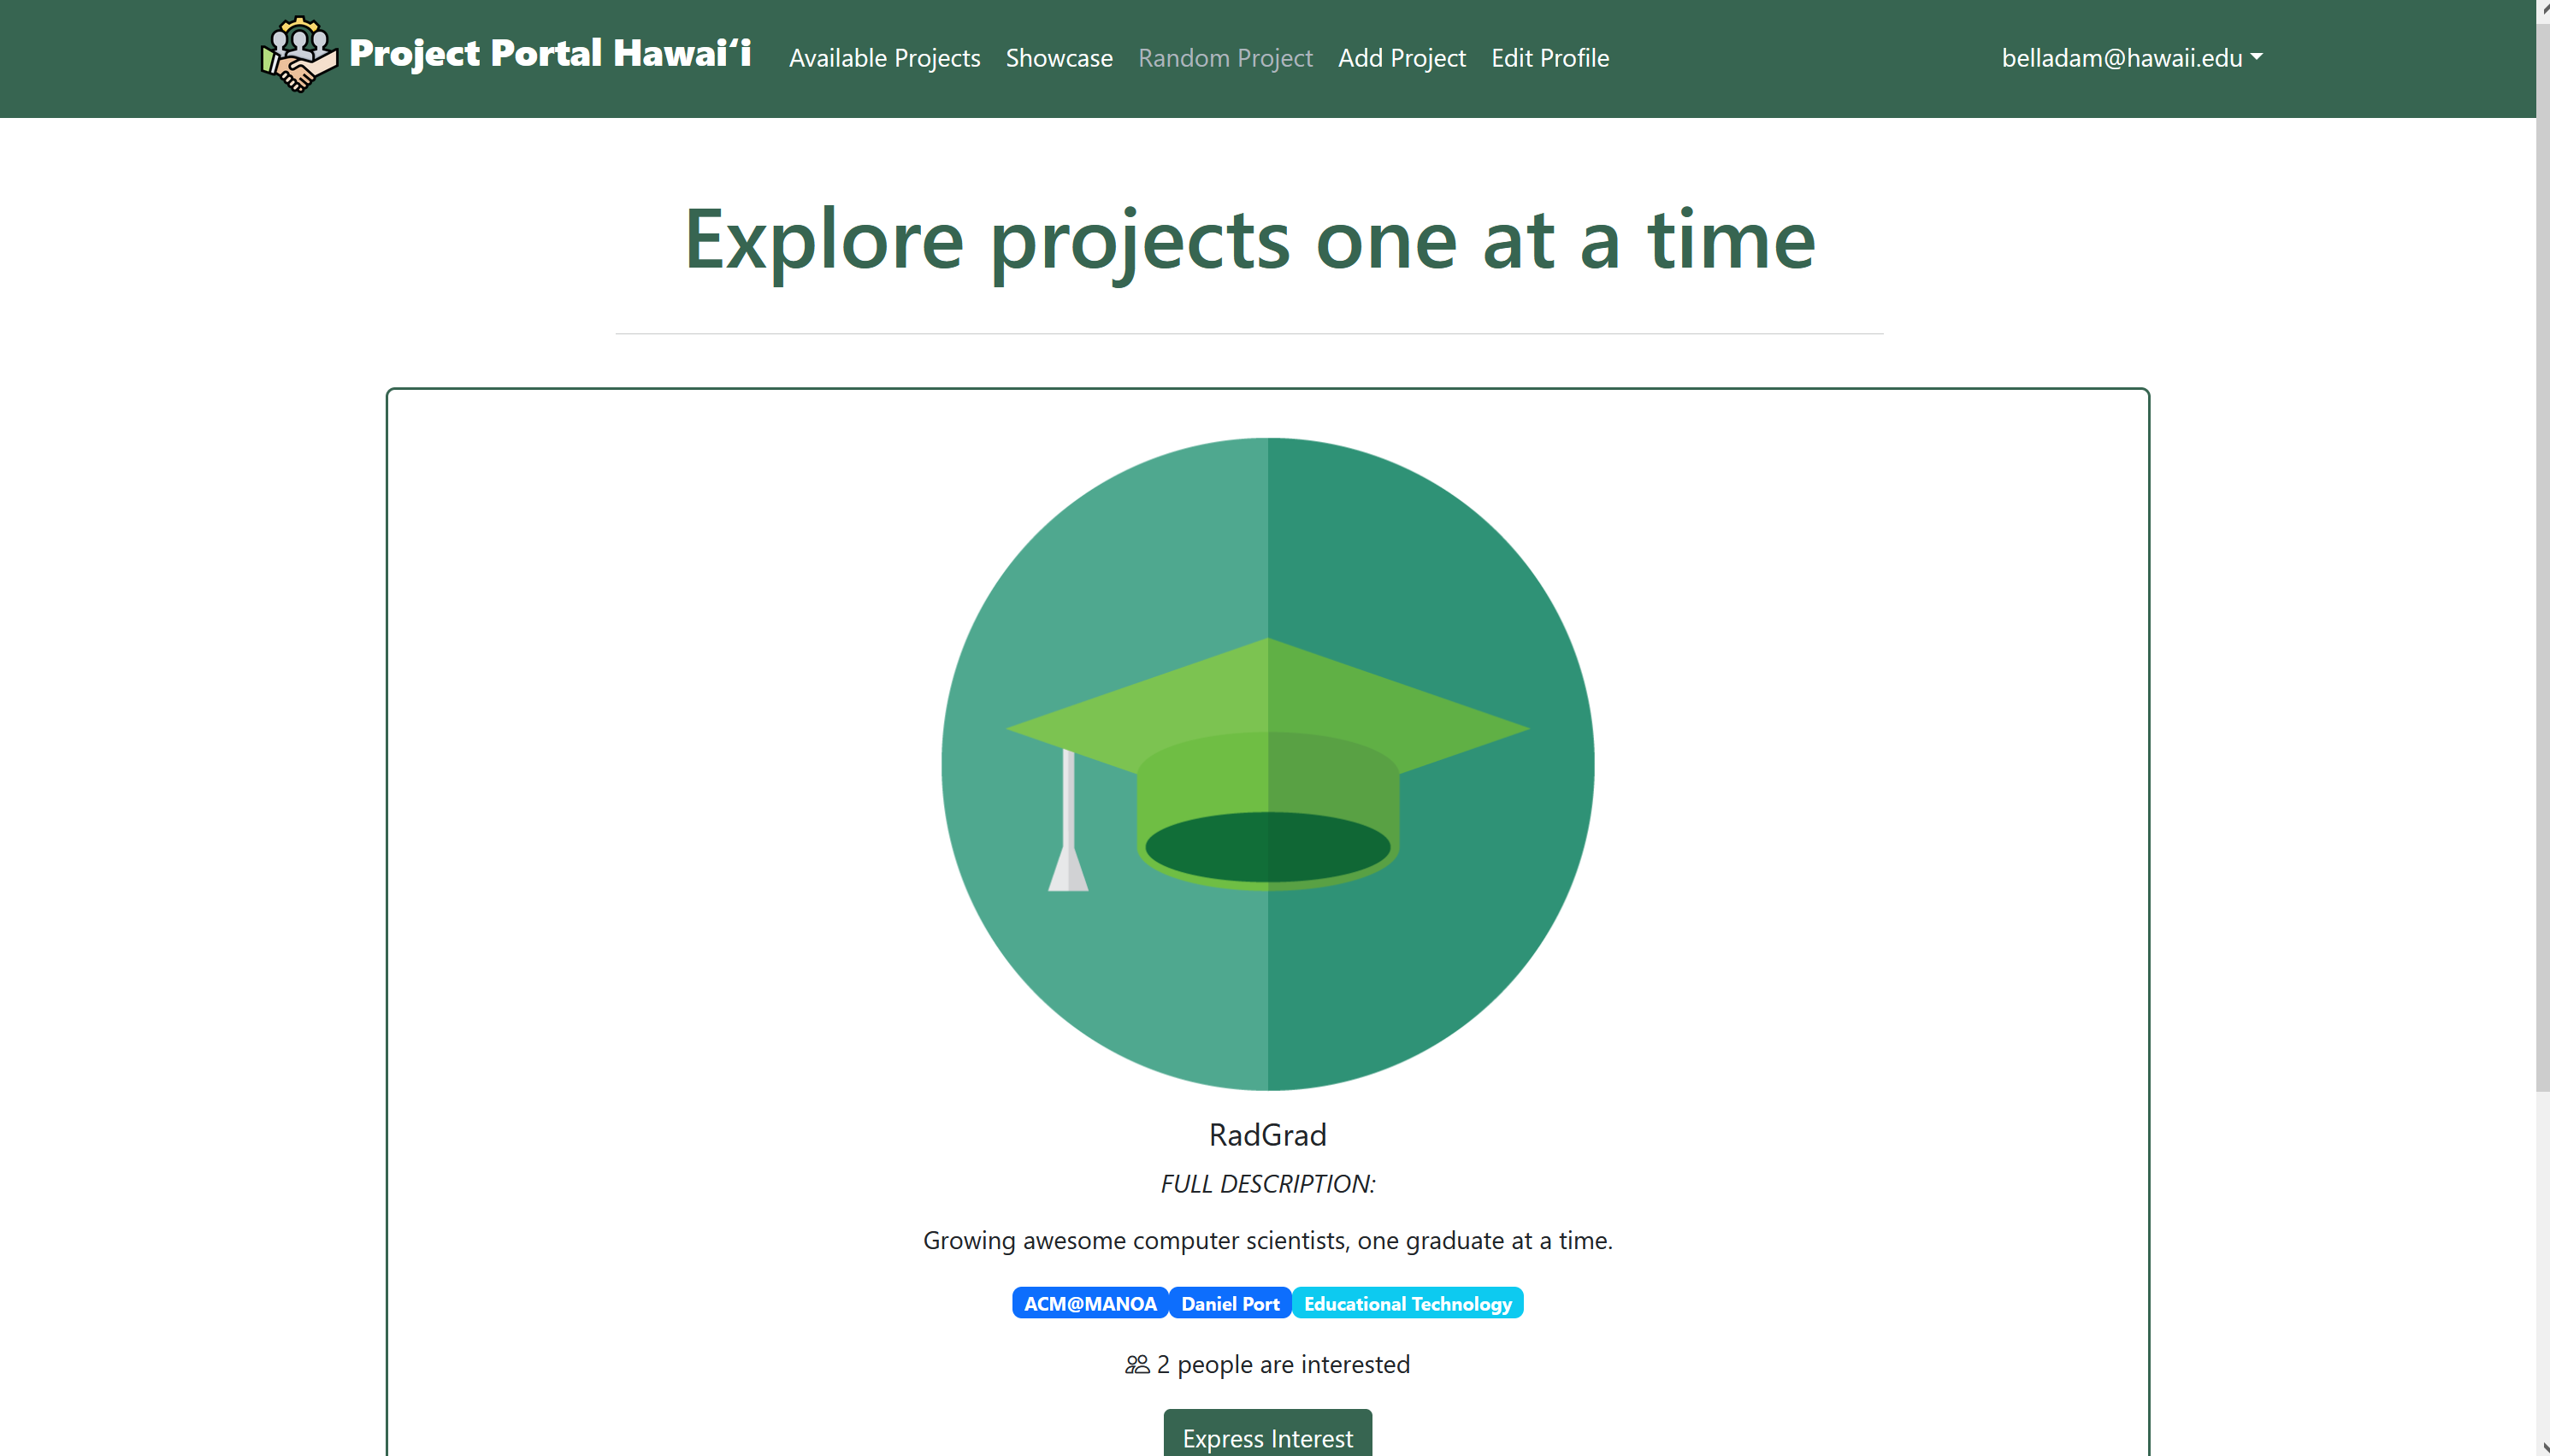 Project Portal Hawaiʻi Available Projects Showcase Random Project Add Project Edit Profile belladam@hawaii.edu
Explore projects one at a time
RadGrad
FULL DESCRIPTION:
Growing awesome computer scientists, one graduate at a time.
ACM@MANOA Daniel Port Educational Technology
2 people are interested
Express Interest